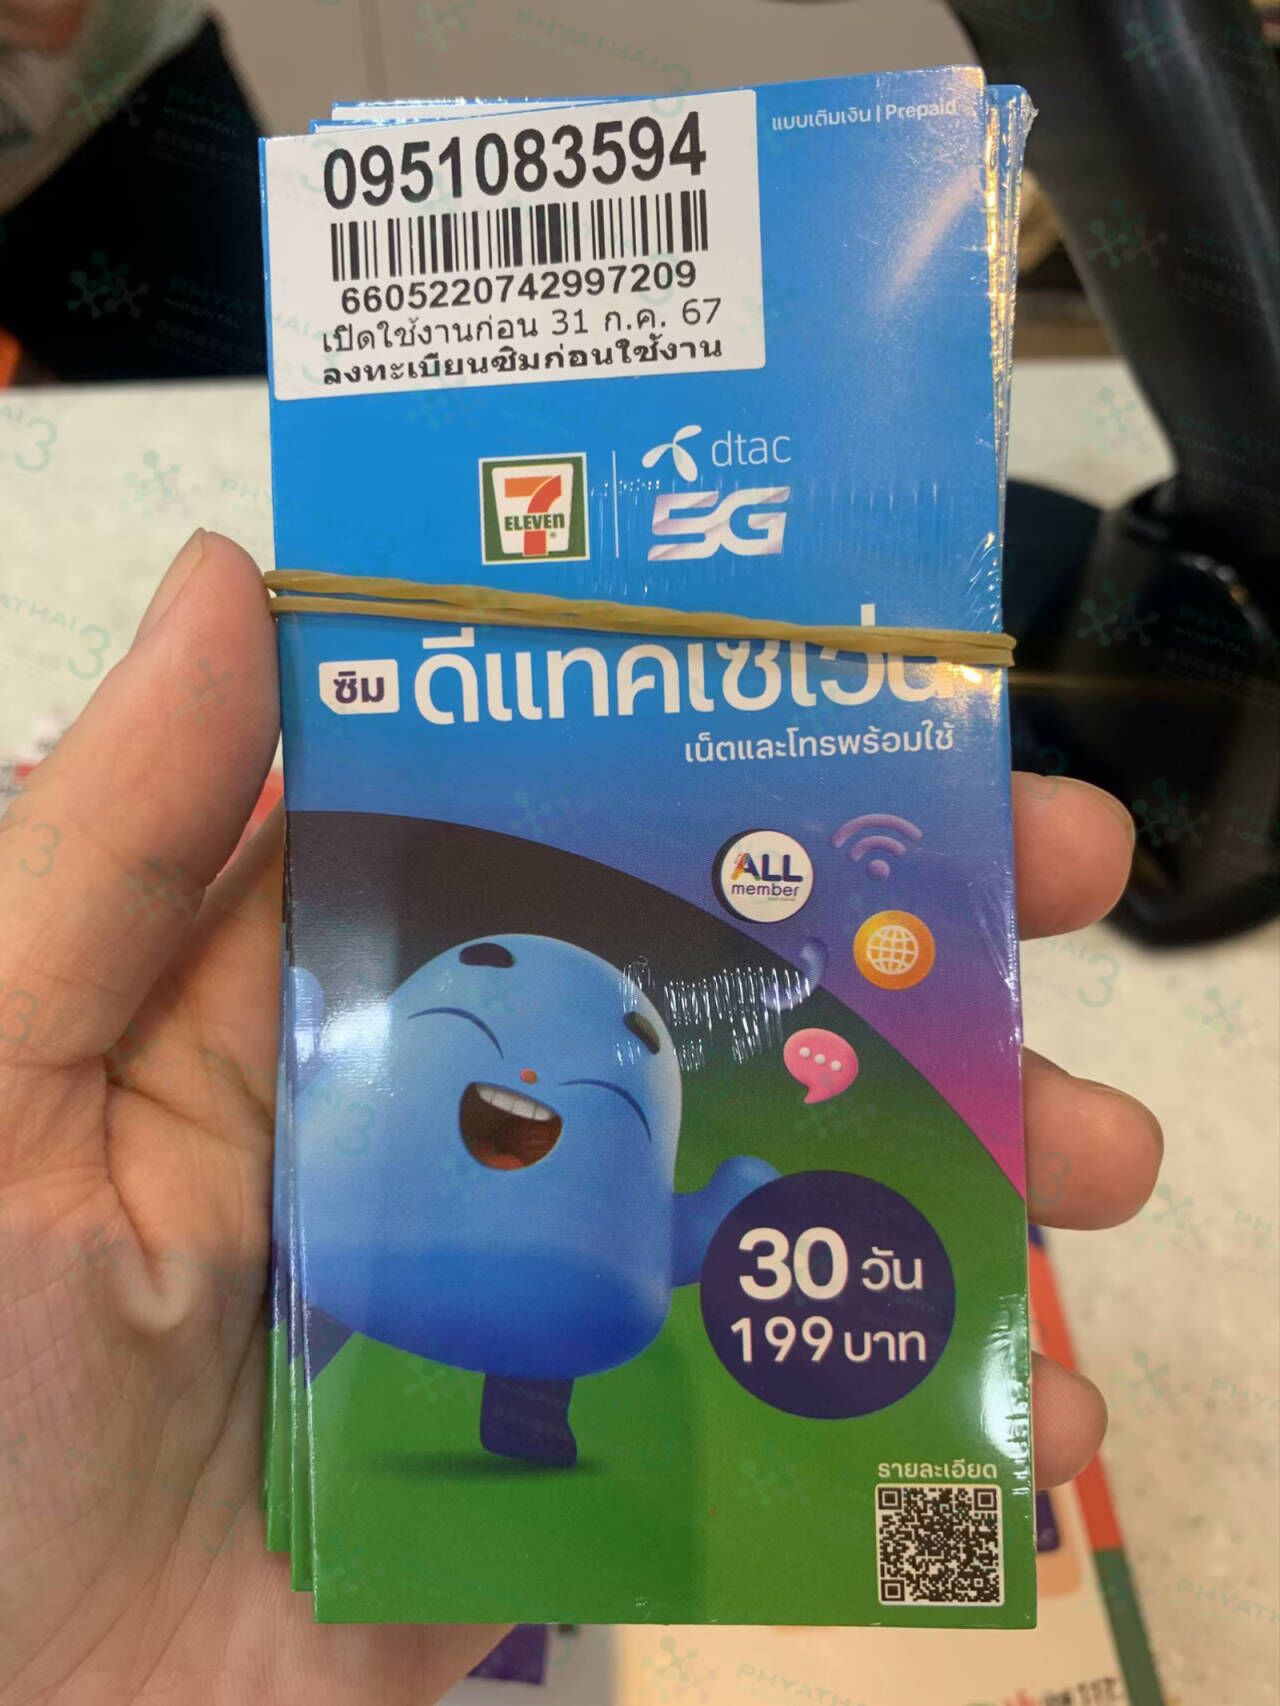 แบบเติมเงิน | Prepaid
0951083594
6605220742997209
เปิดใช้งานก่อน 31 ก.ค. 67
ลงทะเบียนซิมก่อนใช้งาน
7
ELEVEN
dtac
5G
ซิม ดีแทคเซเว่น
เน็ตและโทรพร้อมใช้
ALL
member
30 วัน
199 บาท
รายละเอียด
PHYATHAI 3
HOSPITAL